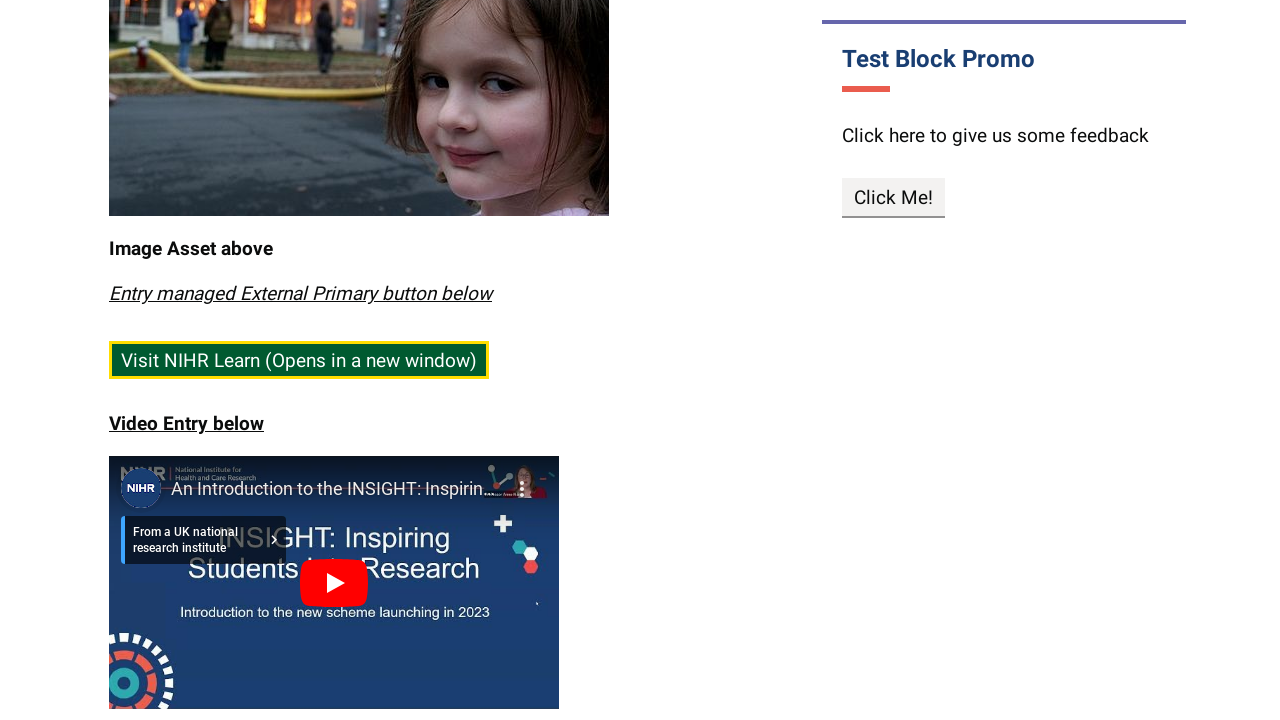 Image Asset above
Entry managed External Primary button below
Visit NIHR Learn (Opens in a new window)
Video Entry below
NIHR | National Institute for
Health and Care Research
NIHR
An Introduction to the INSIGHT: Inspirin...
From a UK national
research institute
INSIGHT: Inspiring
Students into Research
Introduction to the new scheme launching in 2023
Test Block Promo
Click here to give us some feedback
Click Me!